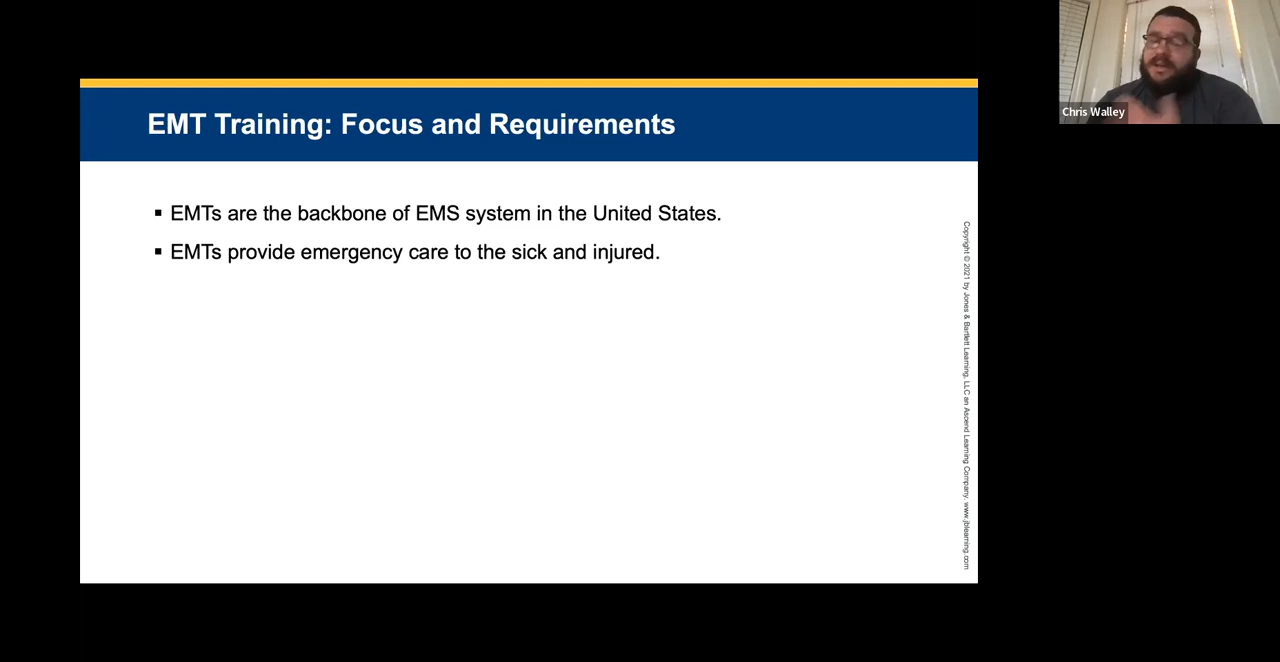 EMT Training: Focus and Requirements
▪ EMTs are the backbone of EMS system in the United States.
▪ EMTs provide emergency care to the sick and injured.
Copyright © 2021 by Jones & Bartlett Learning, LLC an Ascend Learning Company. www.jblearning.com
Chris Walley